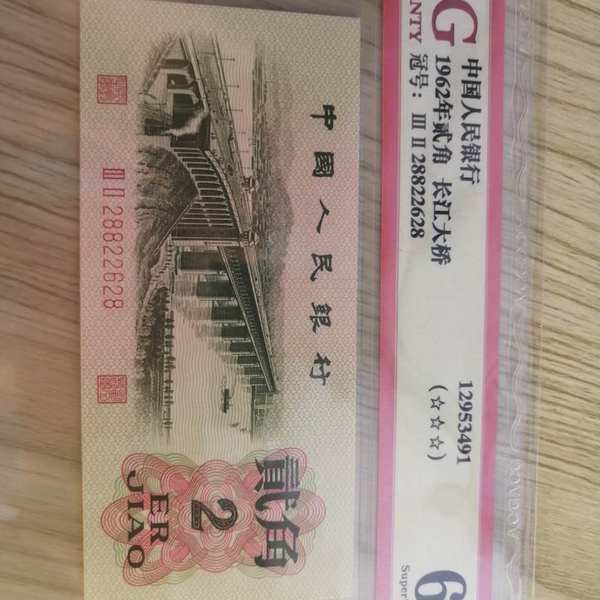 G
NTY
中国人民银行
1962年贰角 长江大桥
冠号: III II 28822628
12953491
(☆☆☆)
6
Super
中國人民銀行
III II 28822628
貳角
2
ER
JIAO